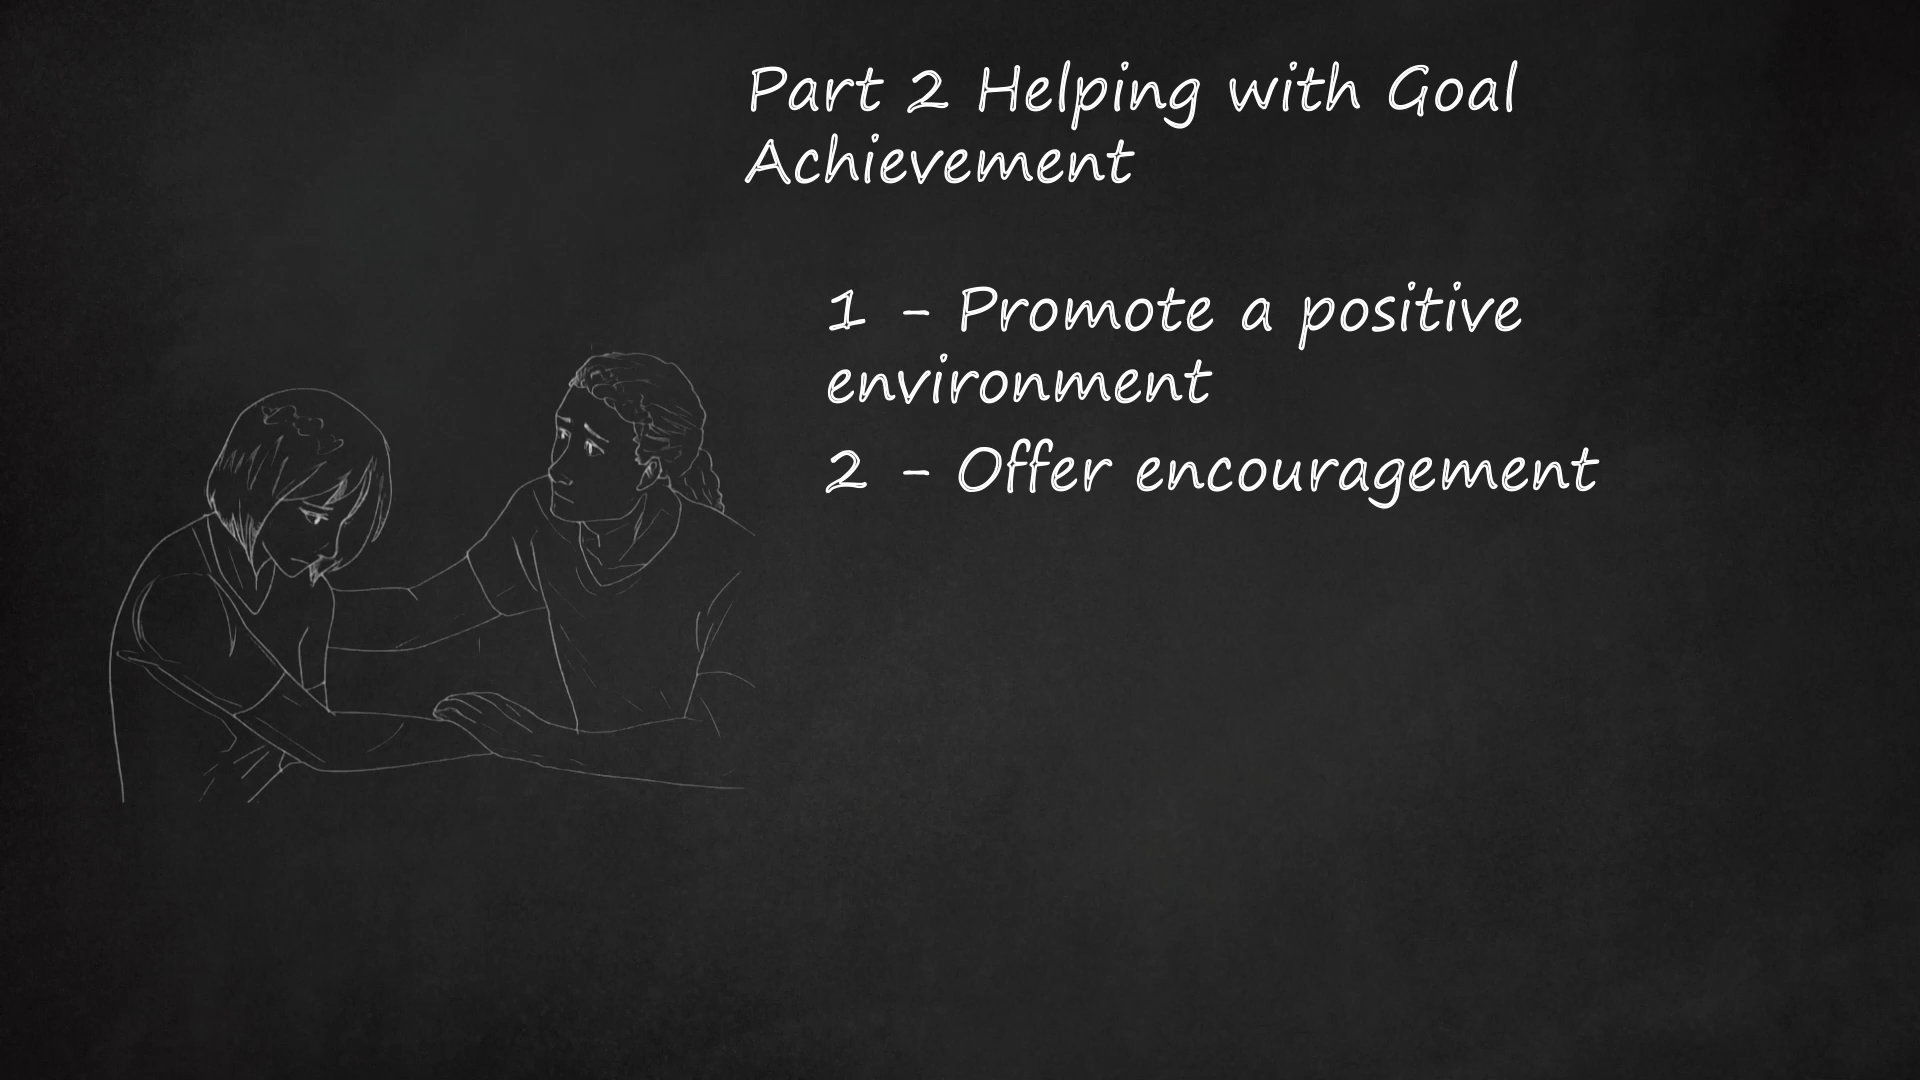 Part 2 Helping with Goal
Achievement
1 - Promote a positive
environment
2 - Offer encouragement